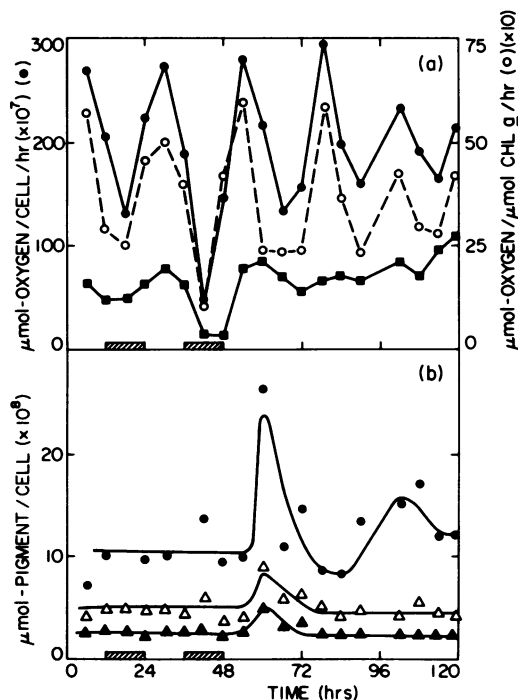 (a)
300
200
100
0
μmol-OXYGEN/CELL/hr (×10⁷) (●)
75
50
25
0
μmol-OXYGEN/μmol CHL a/hr (o)(×10)
(b)
20
10
0
μmol-PIGMENT/CELL (×10⁸)
0 24 48 72 96 120
TIME (hrs)